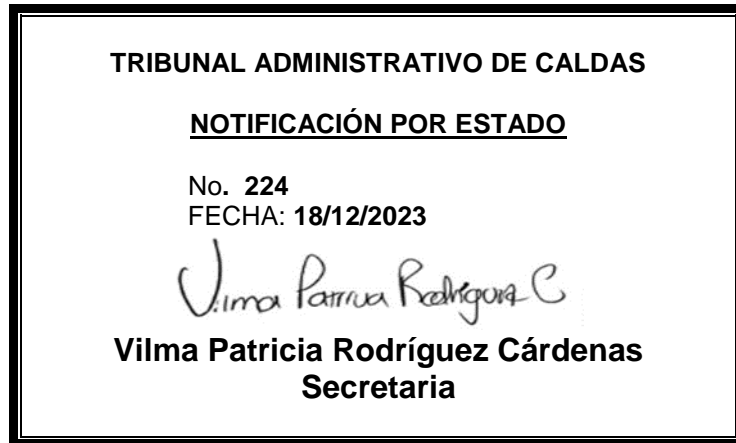 TRIBUNAL ADMINISTRATIVO DE CALDAS
NOTIFICACIÓN POR ESTADO
No. 224
FECHA: 18/12/2023
Vilma Patricia Rodríguez C
Vilma Patricia Rodríguez Cárdenas
Secretaria